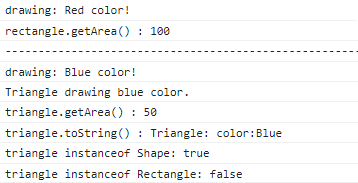 drawing: Red color!
rectangle.getArea() : 100
----------------------------------------------------
drawing: Blue color!
Triangle drawing blue color.
triangle.getArea() : 50
triangle.toString() : Triangle: color:Blue
triangle instanceof Shape: true
triangle instanceof Rectangle: false